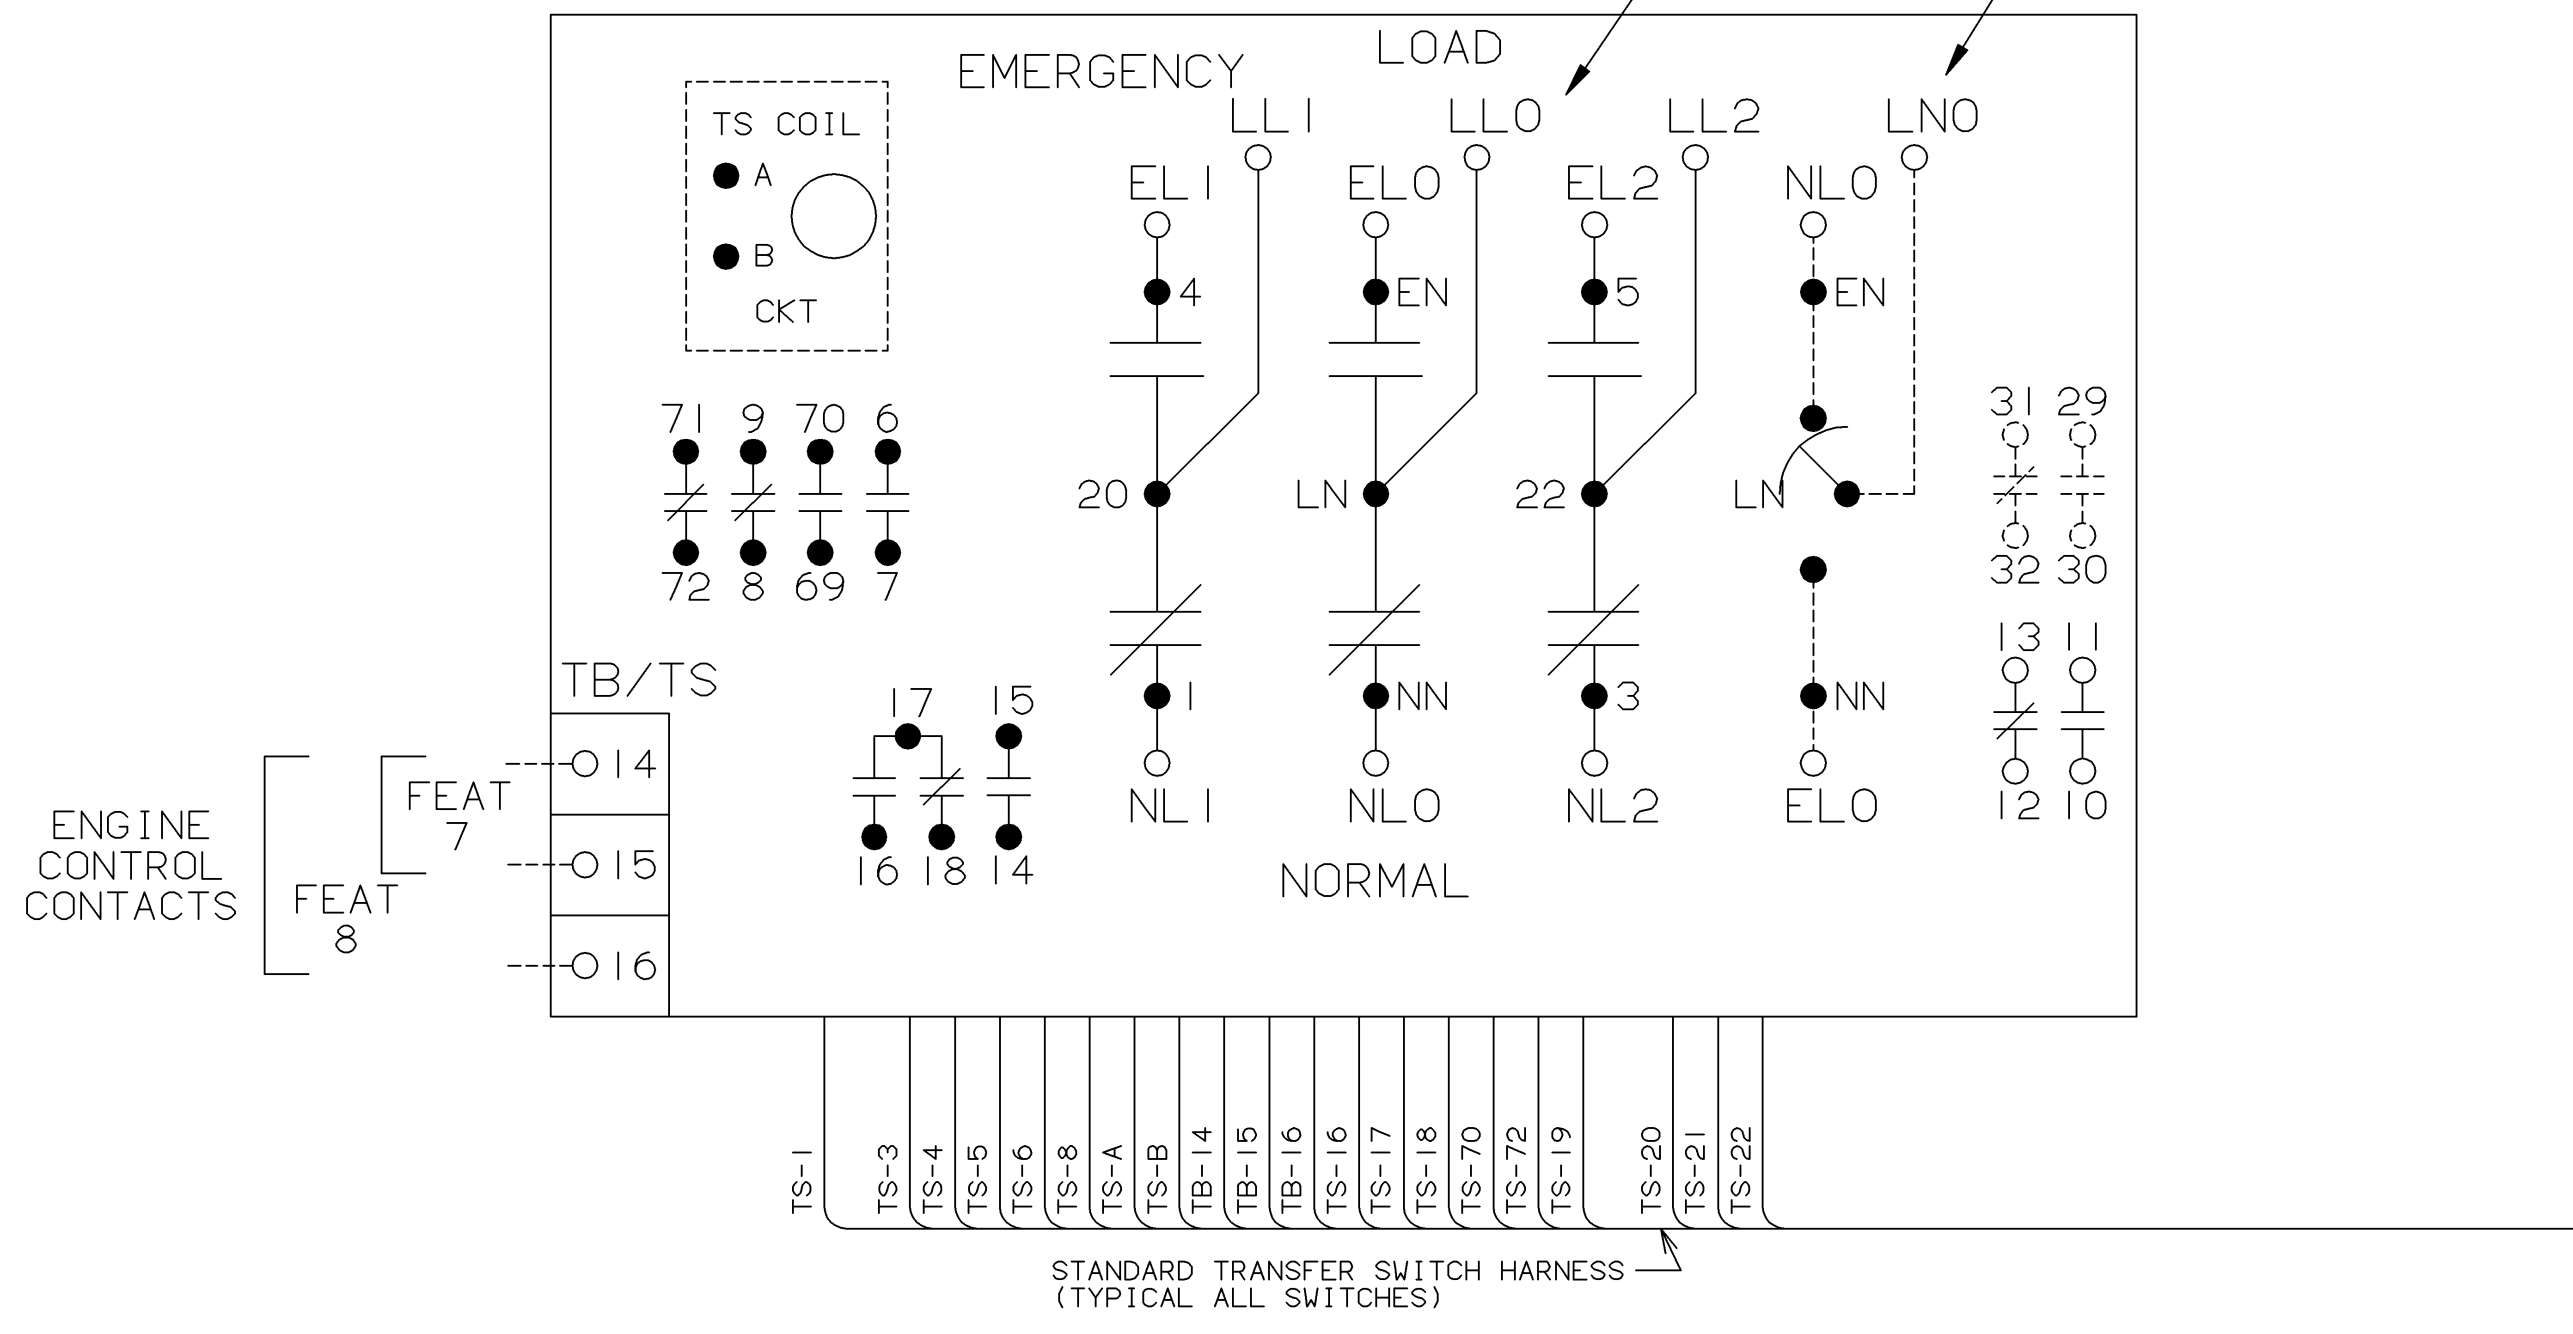 LOAD
EMERGENCY
LL1 LL0 LL2 LN0
TS COIL
A
B
CKT
EL1 EL0 EL2 NL0
4 EN 5 EN
71 9 70 6
72 8 69 7
20 LN 22 LN
31 29
32 30
13 11
12 10
1 NN 3 NN
NL1 NL0 NL2 EL0
NORMAL
TB/TS
17 15
16 18 14
14
15
16
FEAT
7
FEAT
8
ENGINE
CONTROL
CONTACTS
TS-1
TS-3
TS-4
TS-5
TS-6
TS-8
TS-A
TS-B
TB-14
TB-15
TB-16
TS-16
TS-17
TS-18
TS-70
TS-72
TS-19
TS-20
TS-21
TS-22
STANDARD TRANSFER SWITCH HARNESS
(TYPICAL ALL SWITCHES)